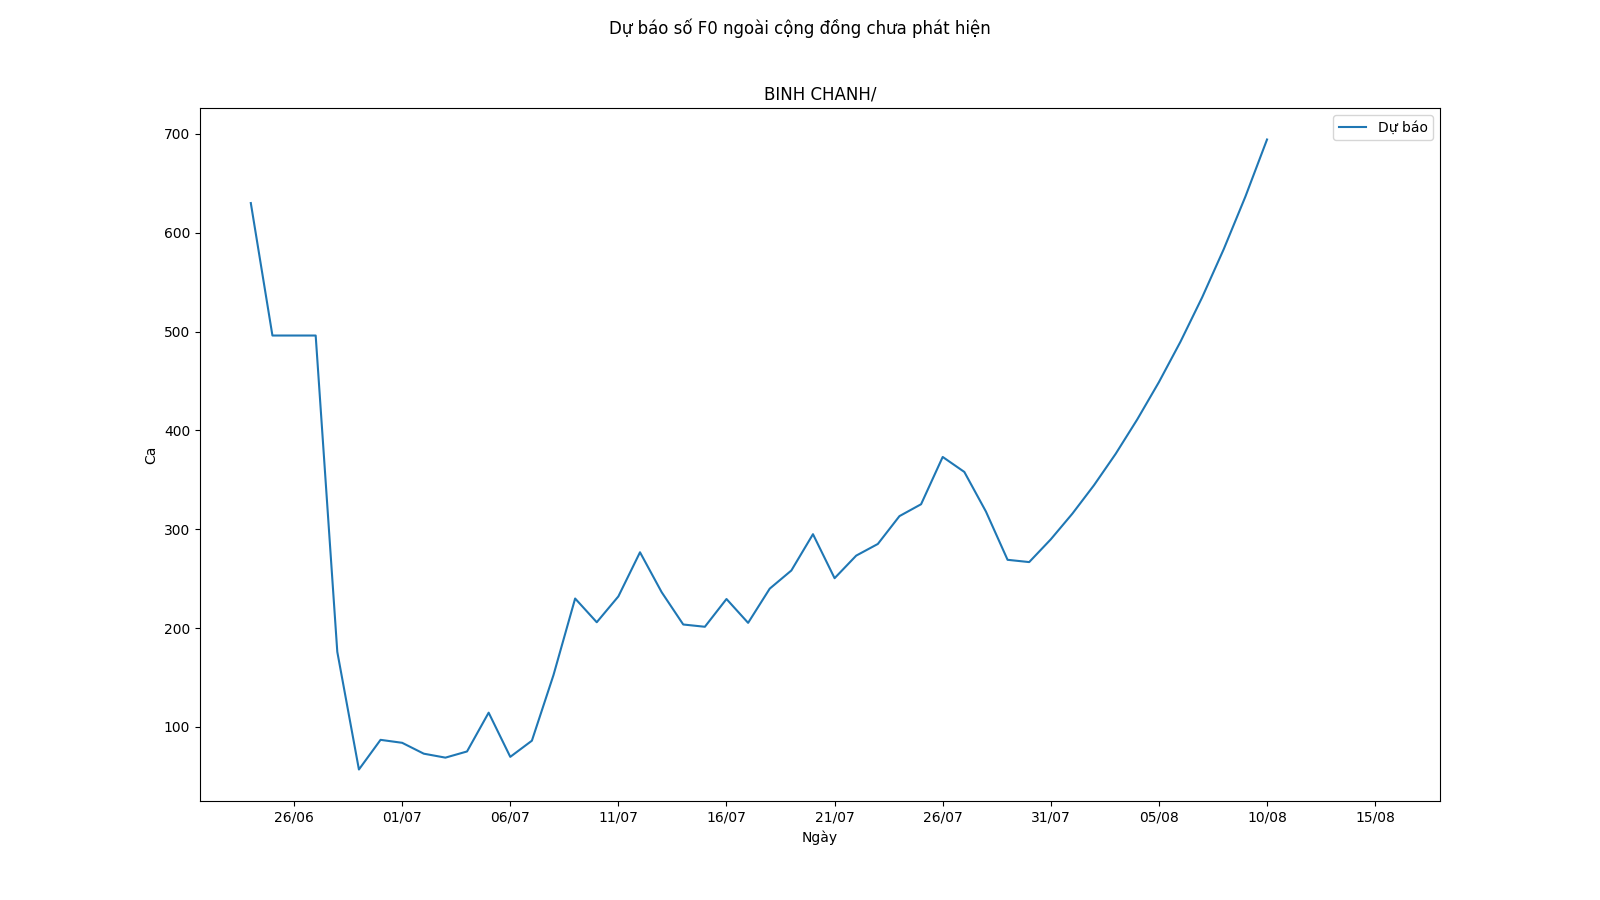 Dự báo số F0 ngoài cộng đồng chưa phát hiện
BINH CHANH/
Dự báo
700
600
500
400
300
200
100
Ca
26/06 01/07 06/07 11/07 16/07 21/07 26/07 31/07 05/08 10/08 15/08
Ngày